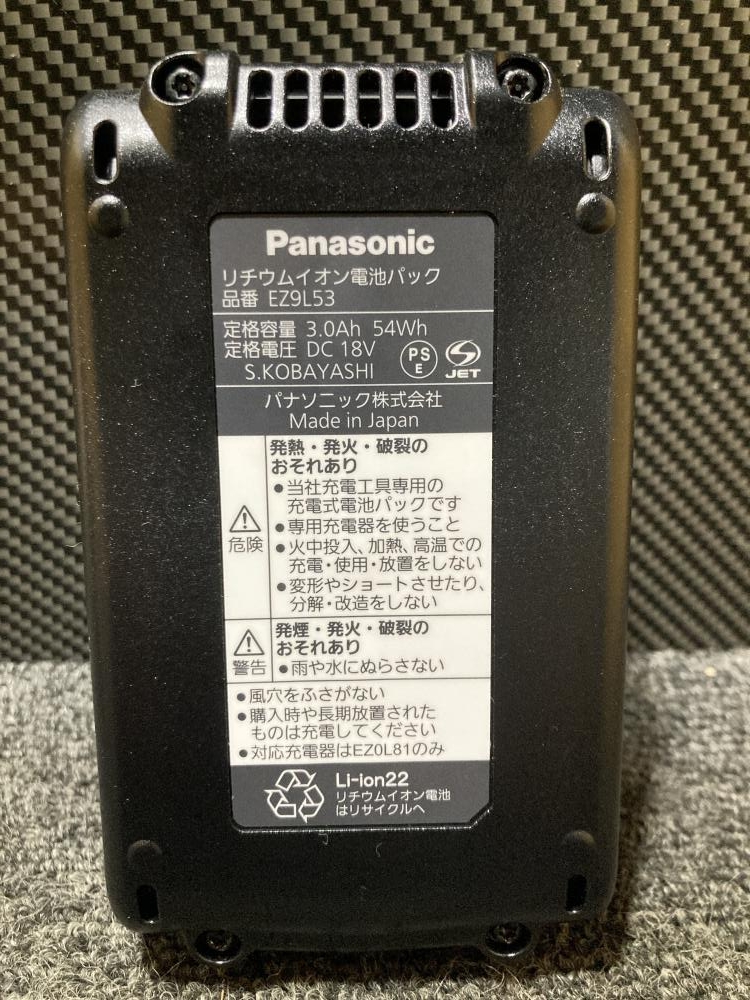 Panasonic
リチウムイオン電池パック
品番 EZ9L53
定格容量 3.0Ah 54Wh
定格電圧 DC 18V
PS
E
JET
S.KOBAYASHI
パナソニック株式会社
Made in Japan
危険
発熱・発火・破裂の
おそれあり
●当社充電工具専用の
充電式電池パックです
●専用充電器を使うこと
●火中投入、加熱、高温での
充電・使用・放置をしない
●変形やショートさせたり、
分解・改造をしない
警告
発煙・発火・破裂の
おそれあり
●雨や水にぬらさない
●風穴をふさがない
●購入時や長期放置された
ものは充電してください
●対応充電器はEZ0L81のみ
Li-ion22
リチウムイオン電池
はリサイクルへ